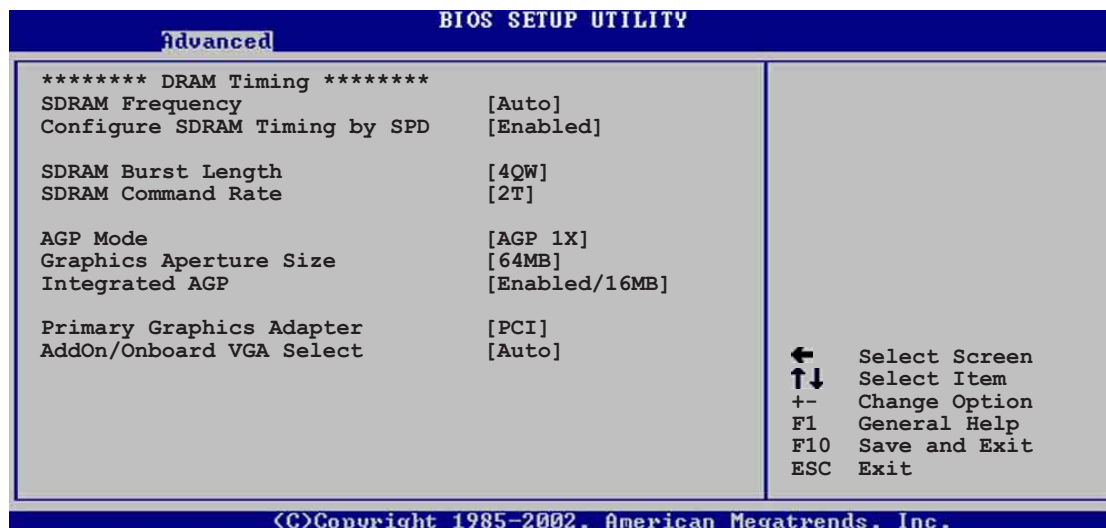 BIOS SETUP UTILITY
Advanced
******** DRAM Timing ********
SDRAM Frequency [Auto]
Configure SDRAM Timing by SPD [Enabled]
SDRAM Burst Length [4QW]
SDRAM Command Rate [2T]
AGP Mode [AGP 1X]
Graphics Aperture Size [64MB]
Integrated AGP [Enabled/16MB]
Primary Graphics Adapter [PCI]
AddOn/Onboard VGA Select [Auto]
← Select Screen
↑↓ Select Item
+- Change Option
F1 General Help
F10 Save and Exit
ESC Exit
(C)Copyright 1985-2002, American Megatrends, Inc.